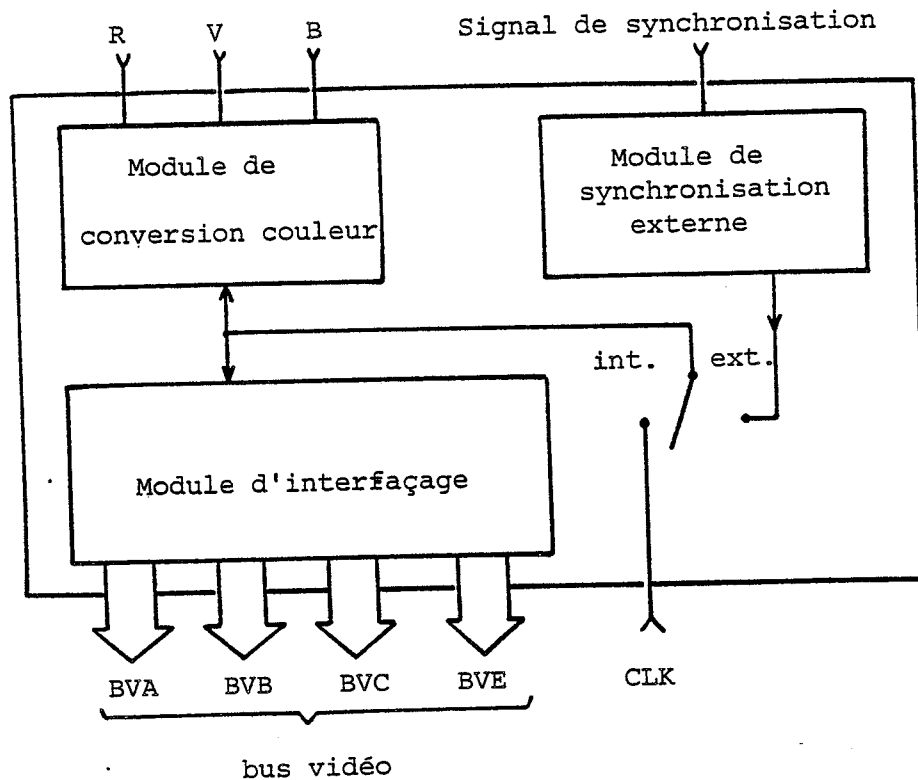 R V B Signal de synchronisation
Module de
conversion couleur
Module de
synchronisation
externe
int. ext.
Module d'interfaçage
BVA BVB BVC BVE CLK
bus vidéo